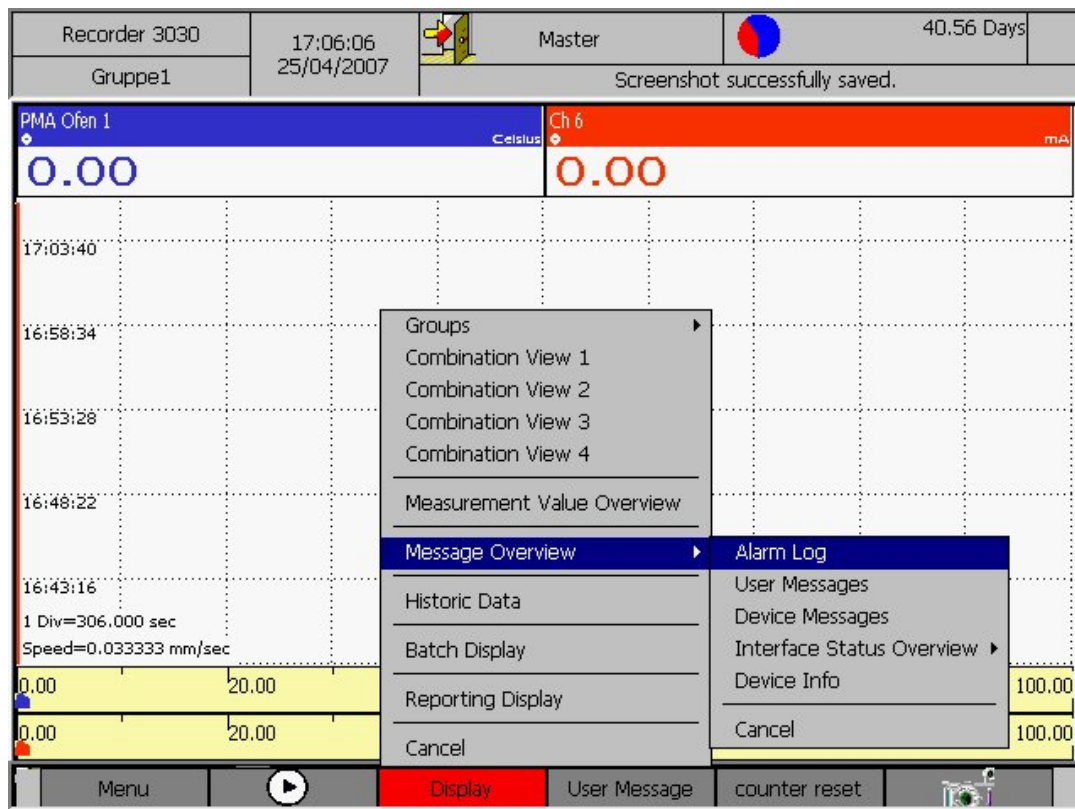 Recorder 3030
Gruppe1
17:06:06
25/04/2007
Master
40.56 Days
Screenshot successfully saved.
PMA Ofen 1
Celsius
0.00
Ch 6
mA
0.00
17:03:40
16:58:34
16:53:28
16:48:22
16:43:16
1 Div=306.000 sec
Speed=0.033333 mm/sec
0.00 20.00 100.00
0.00 20.00 100.00
Groups
Combination View 1
Combination View 2
Combination View 3
Combination View 4
Measurement Value Overview
Message Overview
Historic Data
Batch Display
Reporting Display
Cancel
Alarm Log
User Messages
Device Messages
Interface Status Overview
Device Info
Cancel
Menu
Display
User Message
counter reset